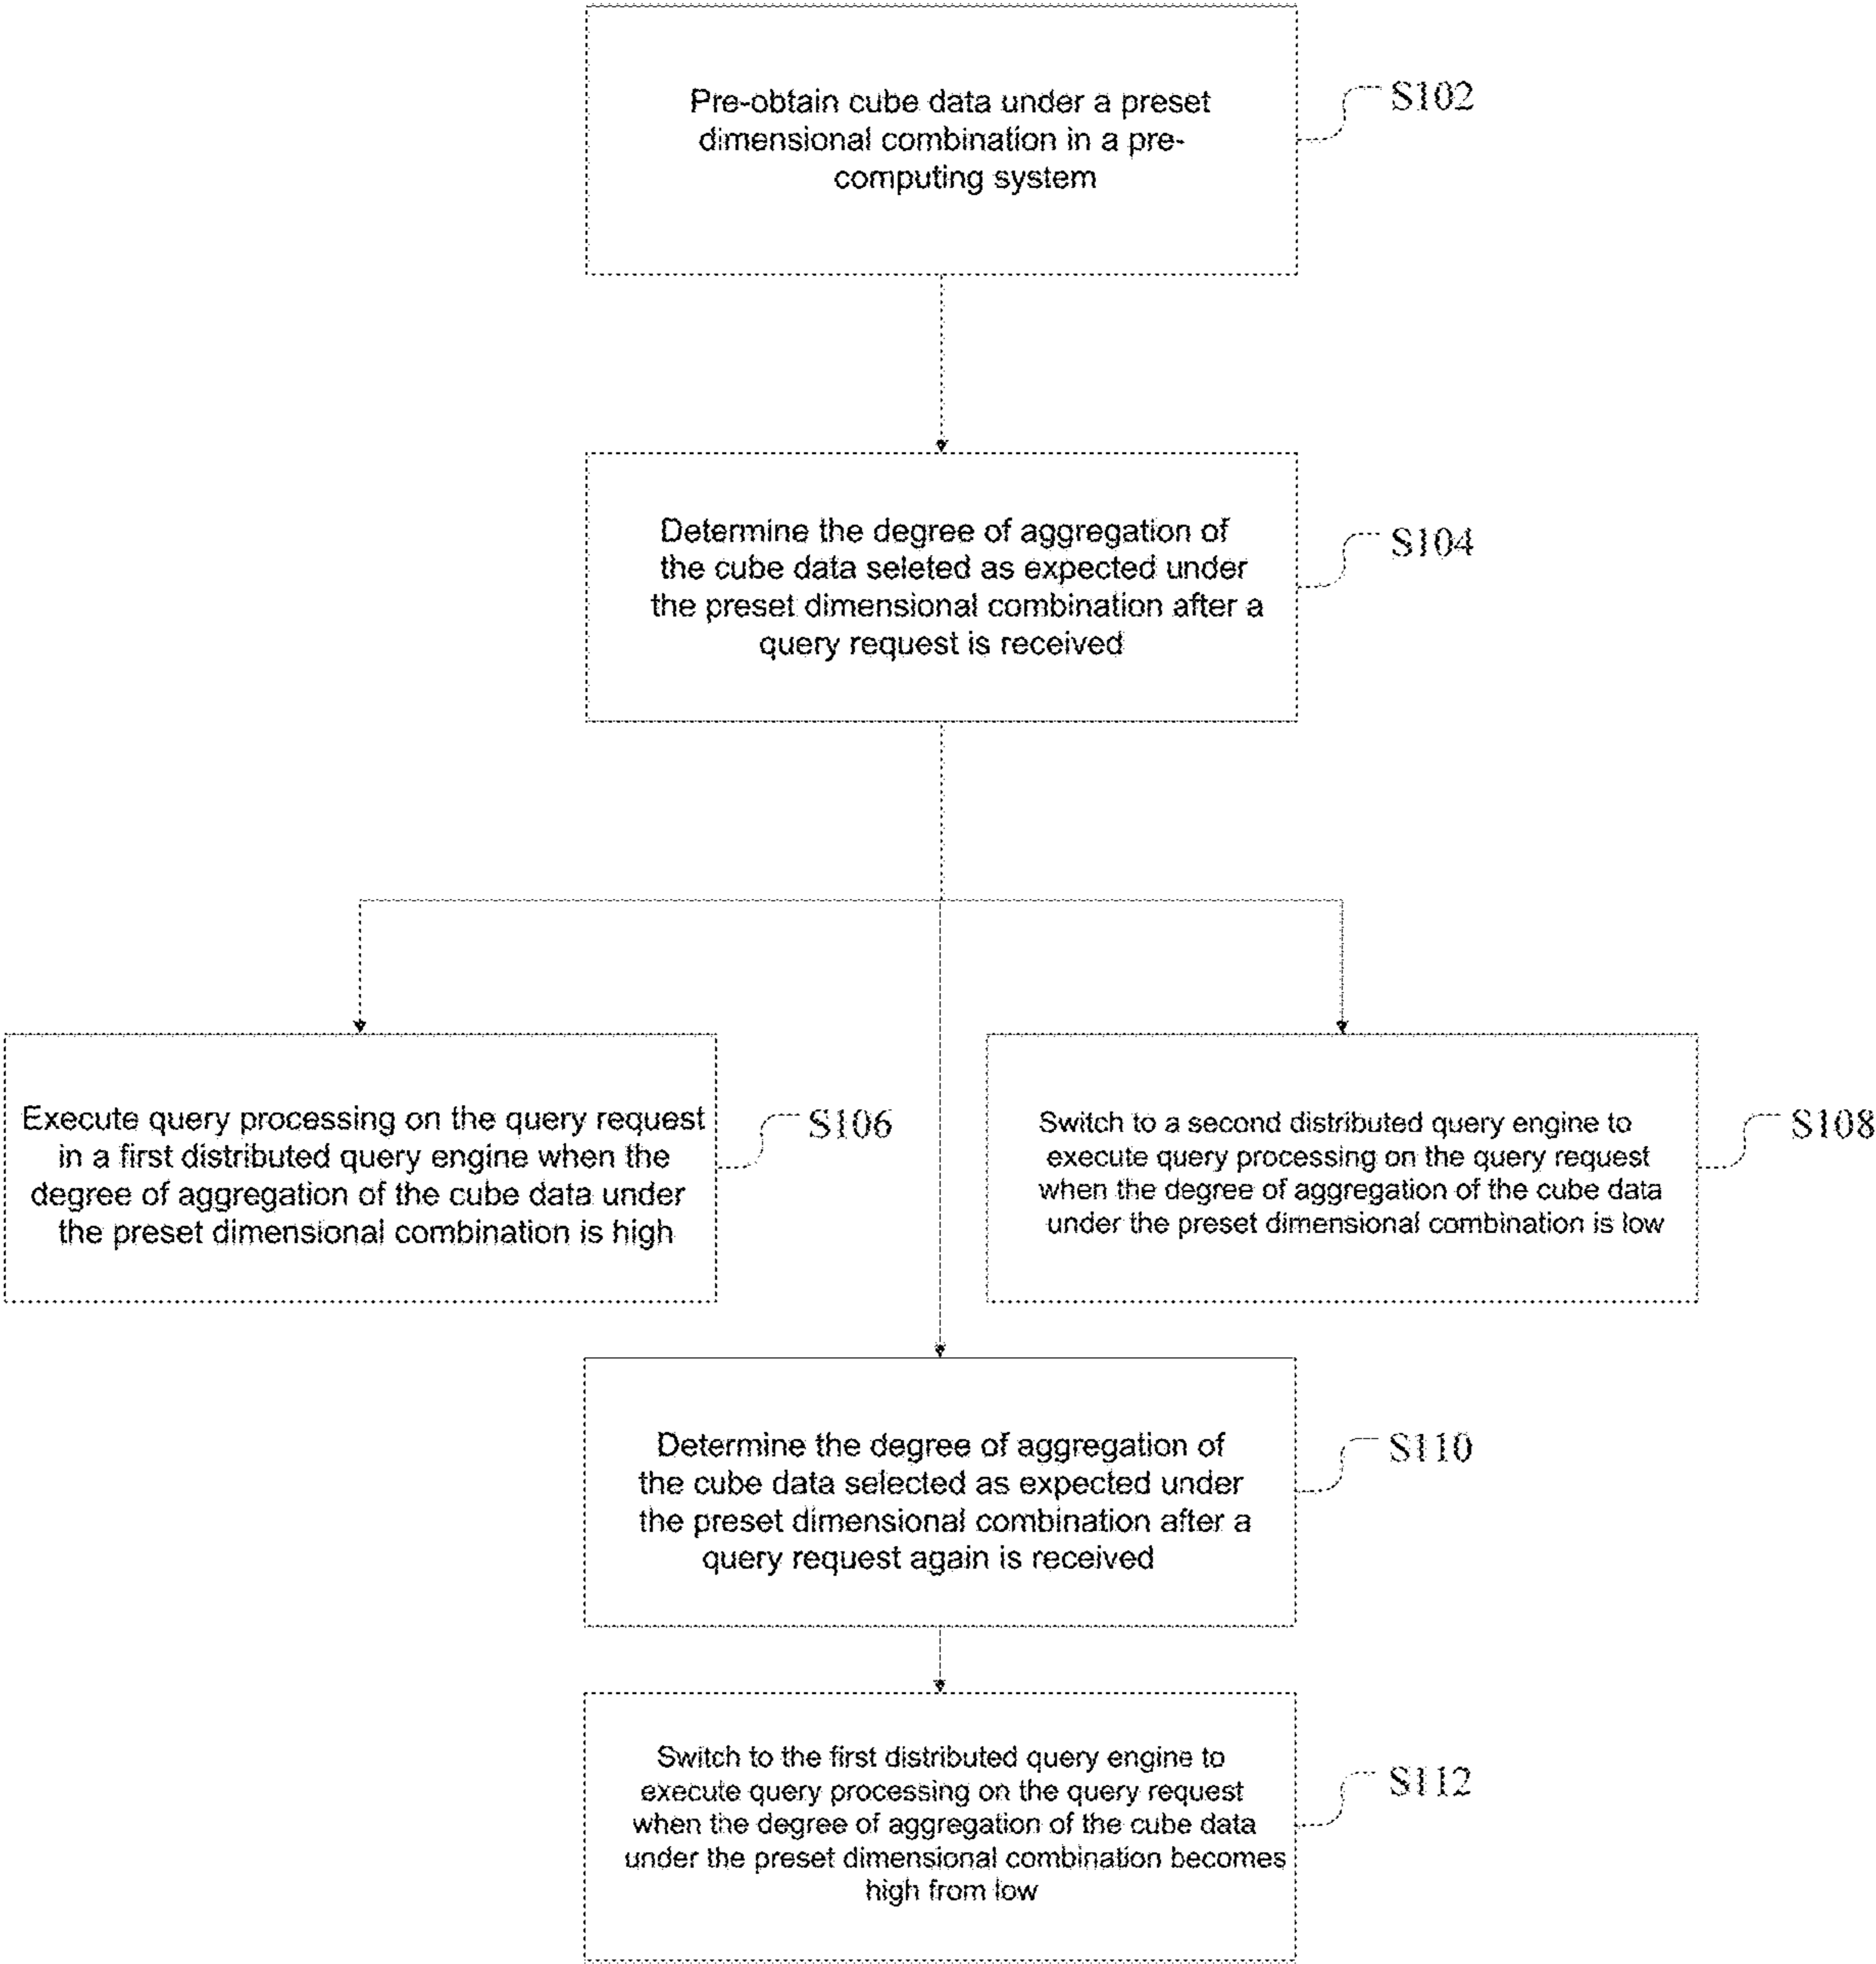 Pre-obtain cube data under a preset
dimensional combination in a pre-
computing system
S102
Determine the degree of aggregation of
the cube data seleted as expected under
the preset dimensional combination after a
query request is received
S104
Execute query processing on the query request
in a first distributed query engine when the
degree of aggregation of the cube data under
the preset dimensional combination is high
S106
Switch to a second distributed query engine to
execute query processing on the query request
when the degree of aggregation of the cube data
under the preset dimensional combination is low
S108
Determine the degree of aggregation of
the cube data selected as expected under
the preset dimensional combination after a
query request again is received
S110
Switch to the first distributed query engine to
execute query processing on the query request
when the degree of aggregation of the cube data
under the preset dimensional combination becomes
high from low
S112